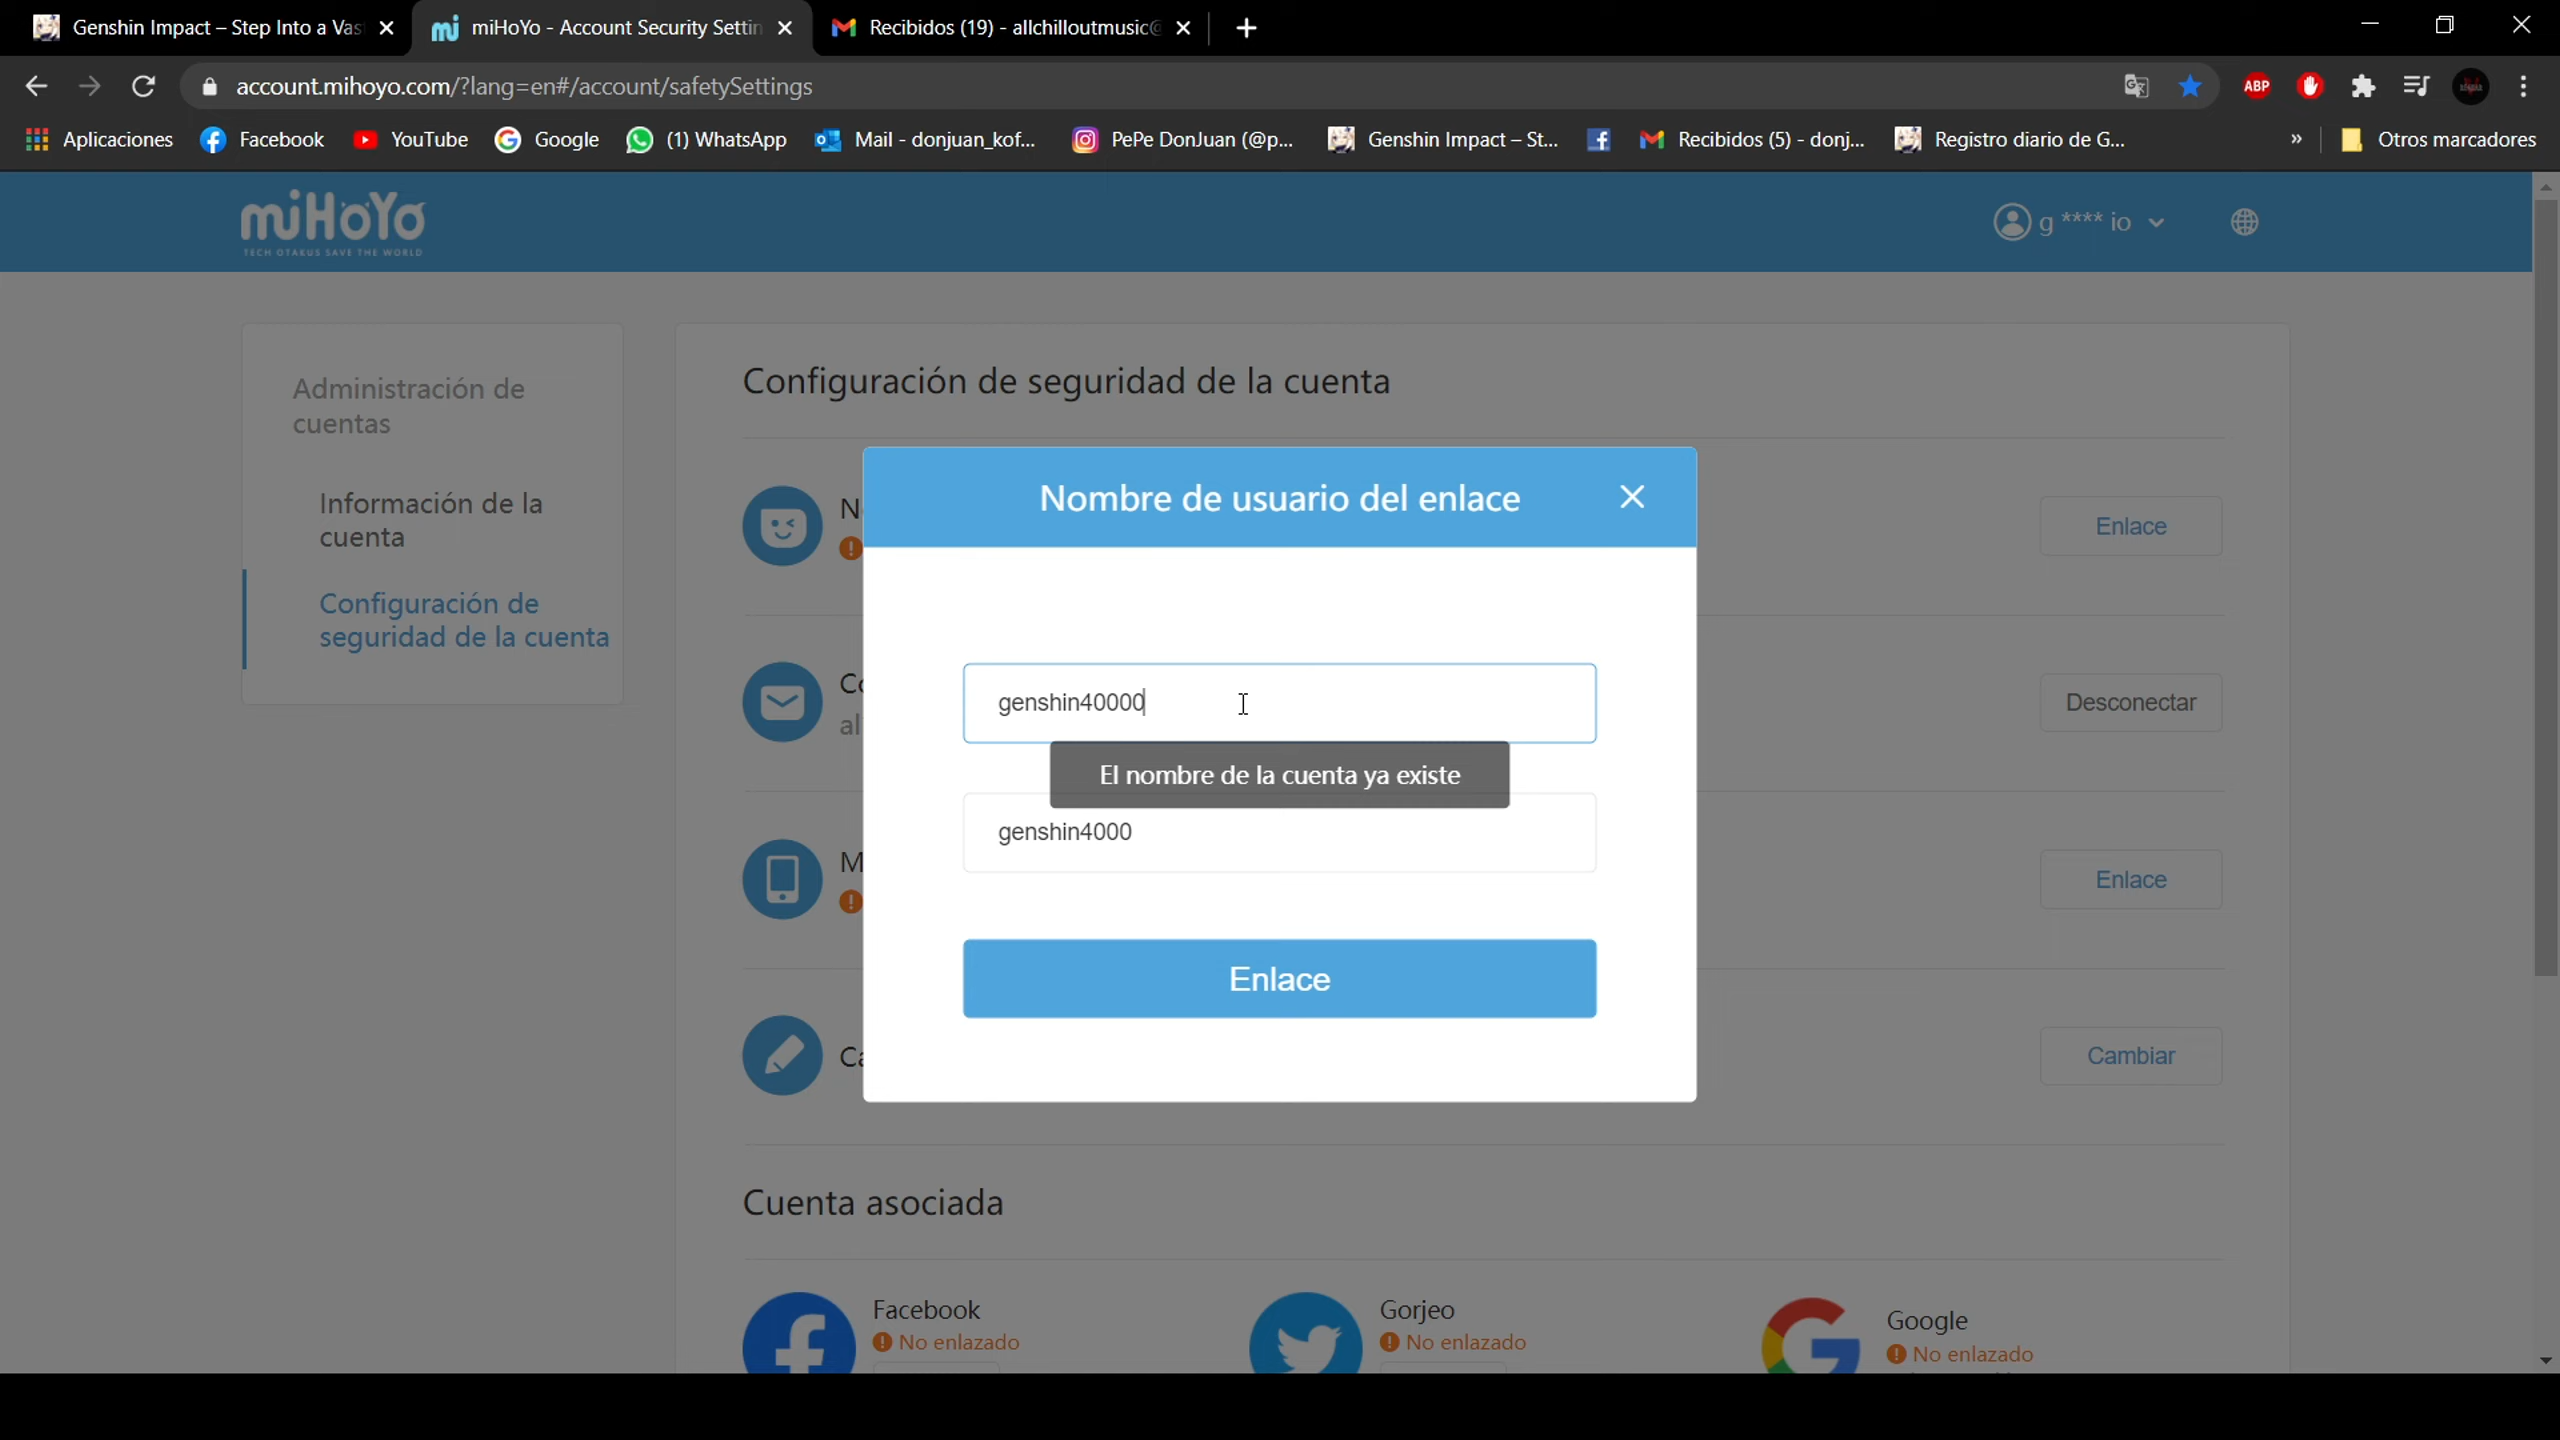 Genshin Impact – Step Into a Vas
miHoYo - Account Security Settin
Recibidos (19) - allchilloutmusic@
account.mihoyo.com/?lang=en#/account/safetySettings
ABP
Aplicaciones
Facebook
YouTube
Google
(1) WhatsApp
Mail - donjuan_kof...
PePe DonJuan (@p...
Genshin Impact – St...
Recibidos (5) - donj...
Registro diario de G...
»
Otros marcadores
miHoYo
TECH OTAKUS SAVE THE WORLD
g **** io
Administración de
cuentas
Información de la
cuenta
Configuración de
seguridad de la cuenta
Configuración de seguridad de la cuenta
N
Enlace
Co
al
Desconectar
M
Enlace
Ca
Cambiar
Nombre de usuario del enlace
genshin40000
El nombre de la cuenta ya existe
genshin4000
Enlace
Cuenta asociada
Facebook
No enlazado
Gorjeo
No enlazado
Google
No enlazado